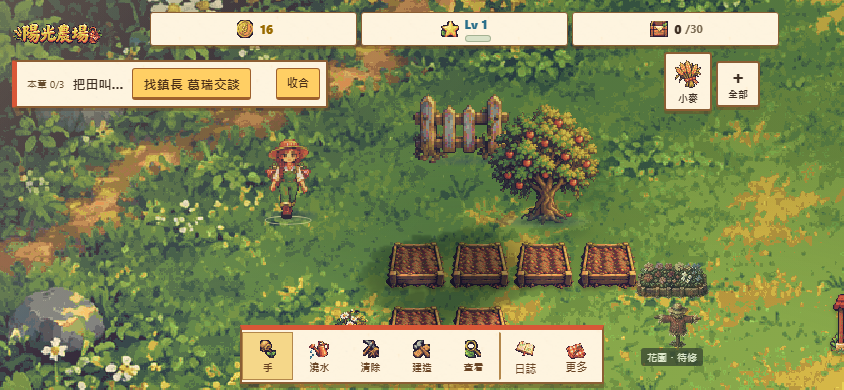 陽光農場
16
Lv 1
0 /30
本章 0/3 把田叫... 找鎮長 葛瑞交談 收合
小麥
+
全部
手 澆水 清除 建造 查看 日誌 更多
花圃 · 待修